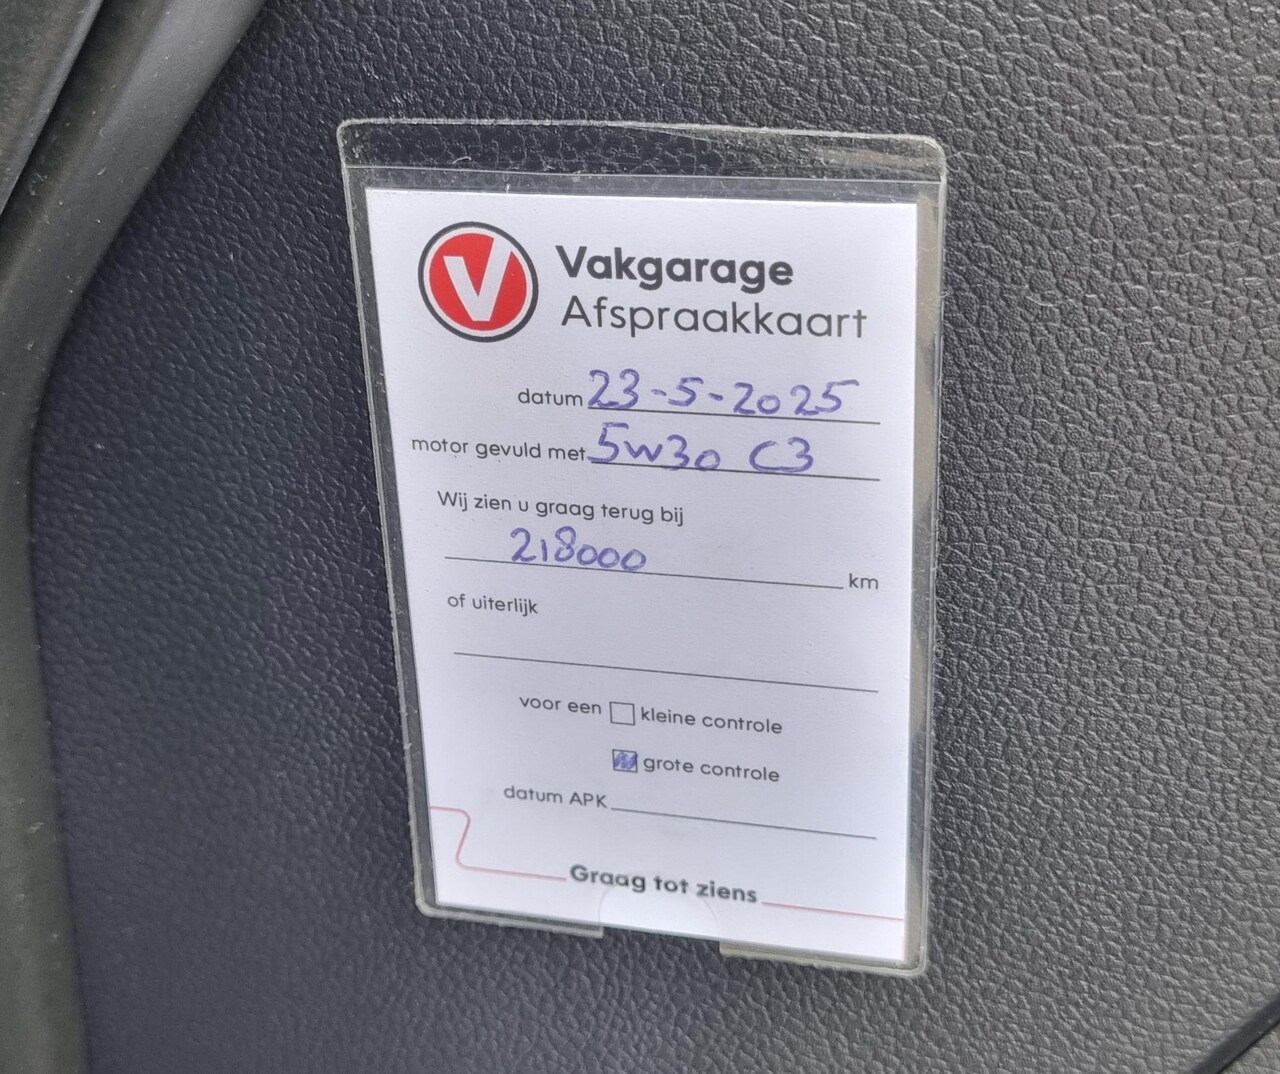 V
Vakgarage
Afspraakkaart
datum 23-5-2025
motor gevuld met 5W30 C3
Wij zien u graag terug bij
218000 km
of uiterlijk
voor een kleine controle
grote controle
datum APK
Graag tot ziens